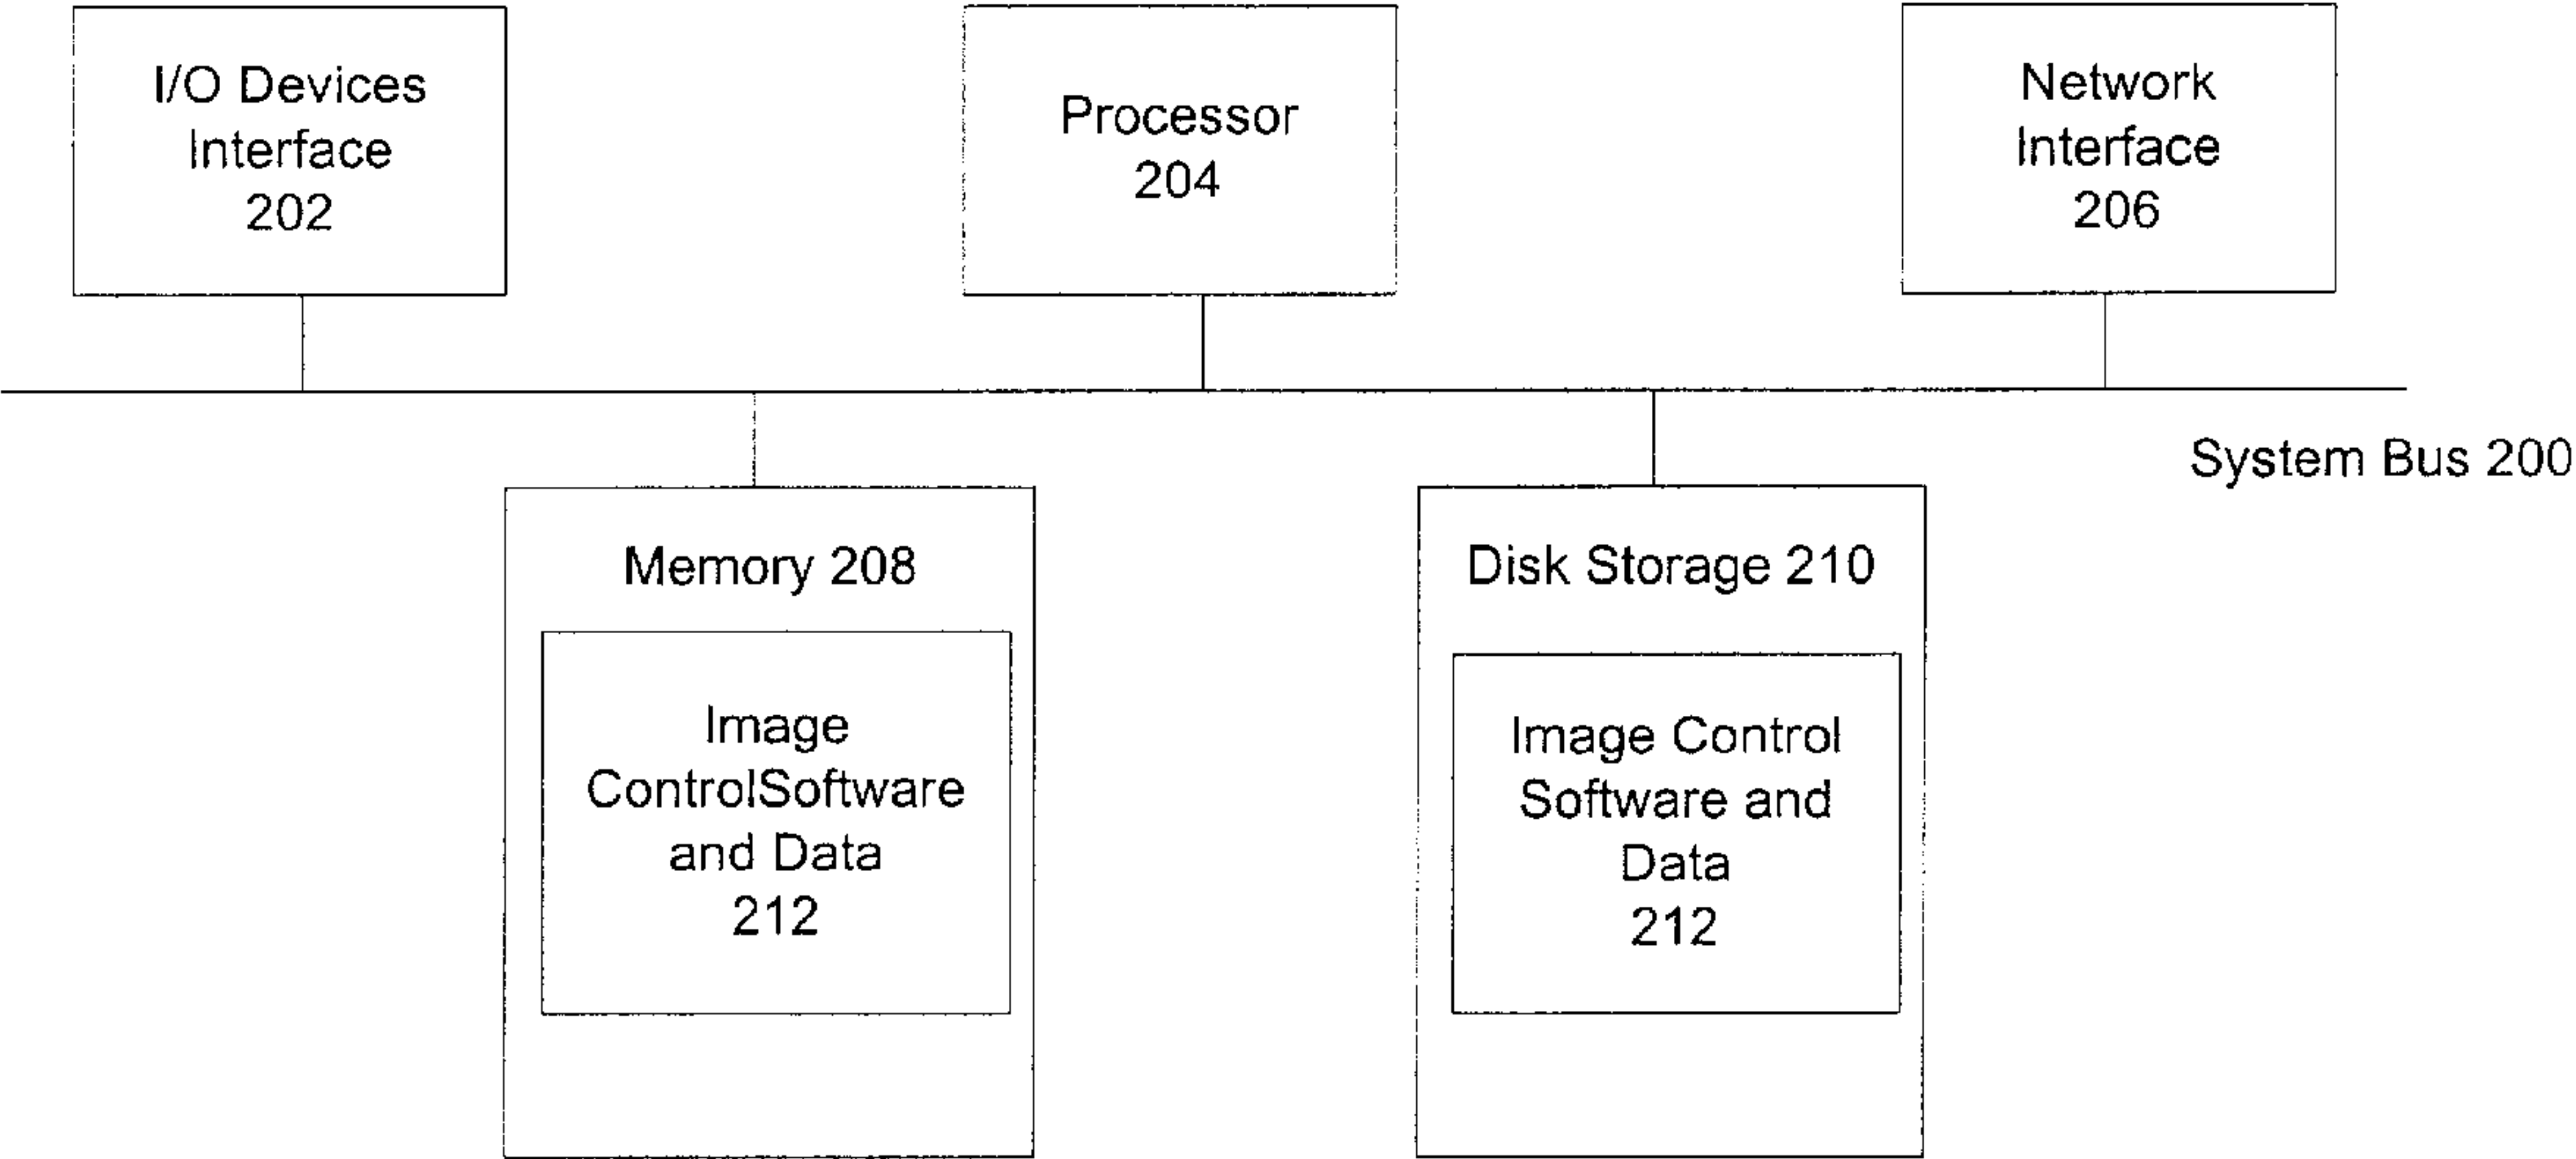 I/O Devices
Interface
202
Processor
204
Network
Interface
206
System Bus 200
Memory 208
Image
ControlSoftware
and Data
212
Disk Storage 210
Image Control
Software and
Data
212